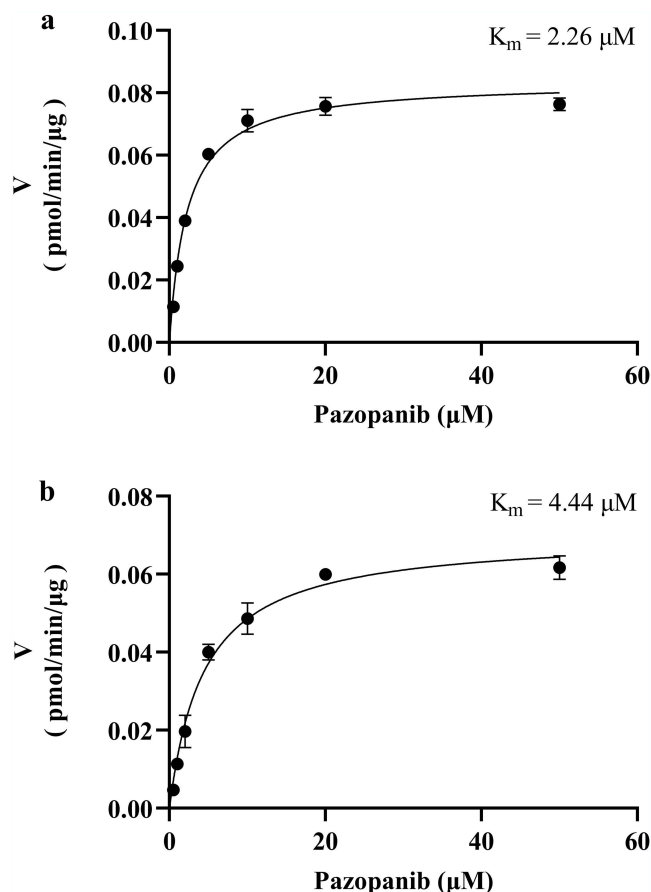 a
K_m = 2.26 μM
0.10
0.08
0.06
0.04
0.02
0.00
V
( pmol/min/μg )
0
20
40
60
Pazopanib (μM)
b
K_m = 4.44 μM
0.08
0.06
0.04
0.02
0.00
V
( pmol/min/μg )
0
20
40
60
Pazopanib (μM)